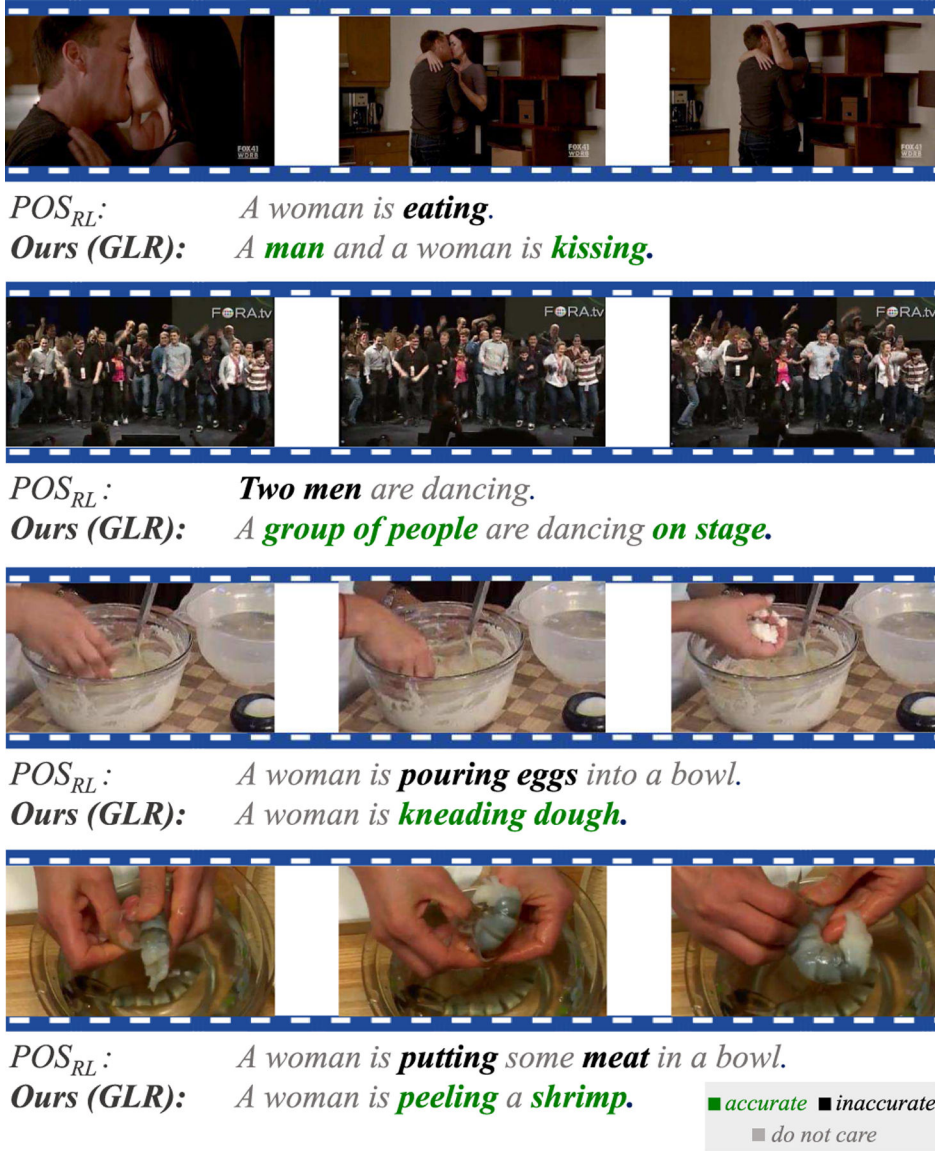 FOX41
WDRB
FOX41
WDRB
FOX41
WDRB
POS_RL: A woman is eating.
Ours (GLR): A man and a woman is kissing.
FORA.tv
FORA.tv
FORA.tv
POS_RL : Two men are dancing.
Ours (GLR): A group of people are dancing on stage.
POS_RL : A woman is pouring eggs into a bowl.
Ours (GLR): A woman is kneading dough.
POS_RL : A woman is putting some meat in a bowl.
Ours (GLR): A woman is peeling a shrimp.
accurate inaccurate
do not care